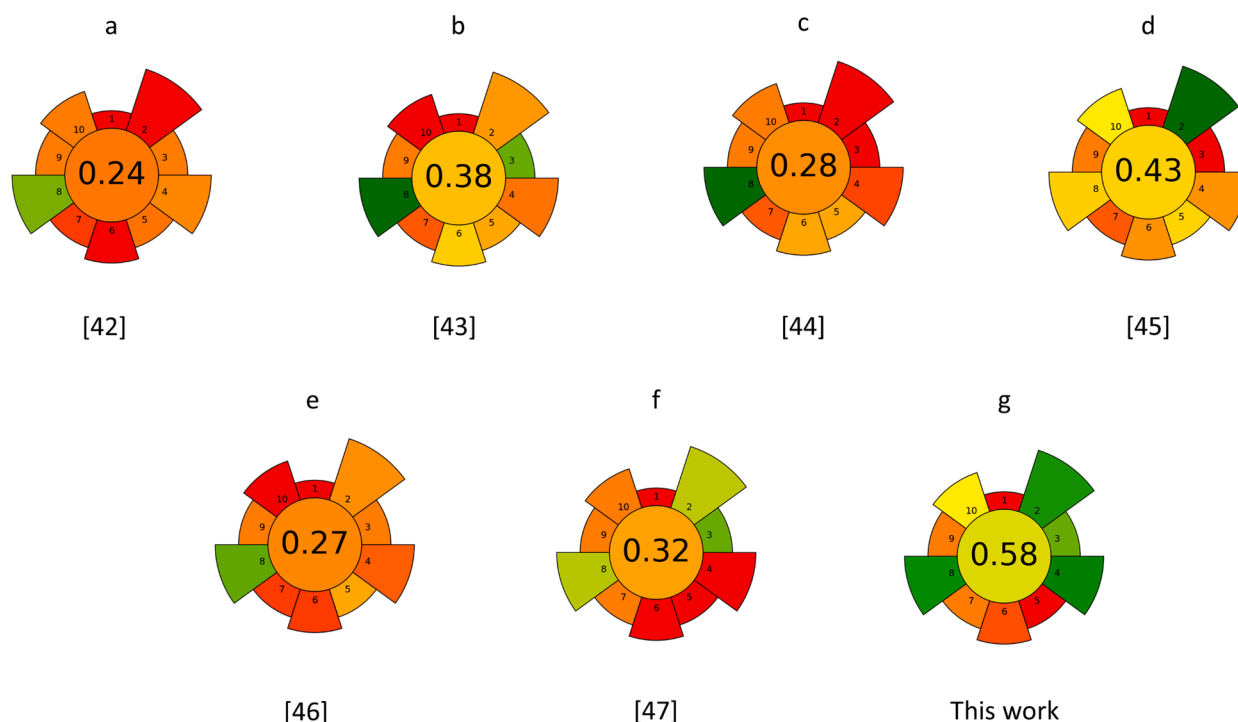 a b c d
10 1 2 3 4 5 6 7 8 9 0.24
10 1 2 3 4 5 6 7 8 9 0.38
10 1 2 3 4 5 6 7 8 9 0.28
10 1 2 3 4 5 6 7 8 9 0.43
[42] [43] [44] [45]
e f g
10 1 2 3 4 5 6 7 8 9 0.27
10 1 2 3 4 5 6 7 8 9 0.32
10 1 2 3 4 5 6 7 8 9 0.58
[46] [47] This work